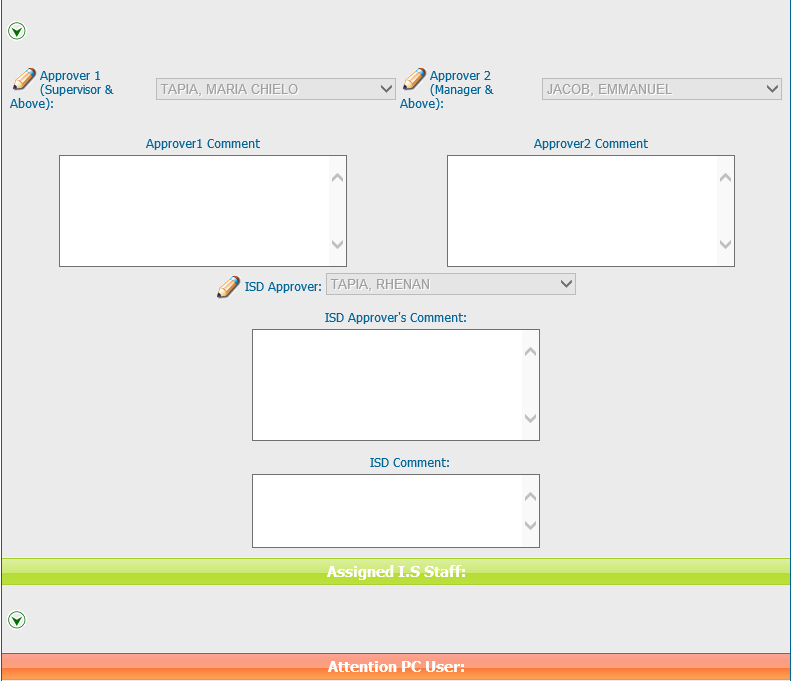 Approver 1
(Supervisor &
Above):
TAPIA, MARIA CHIELO
Approver 2
(Manager &
Above):
JACOB, EMMANUEL
Approver1 Comment
Approver2 Comment
ISD Approver:
TAPIA, RHENAN
ISD Approver's Comment:
ISD Comment:
Assigned I.S Staff:
Attention PC User: